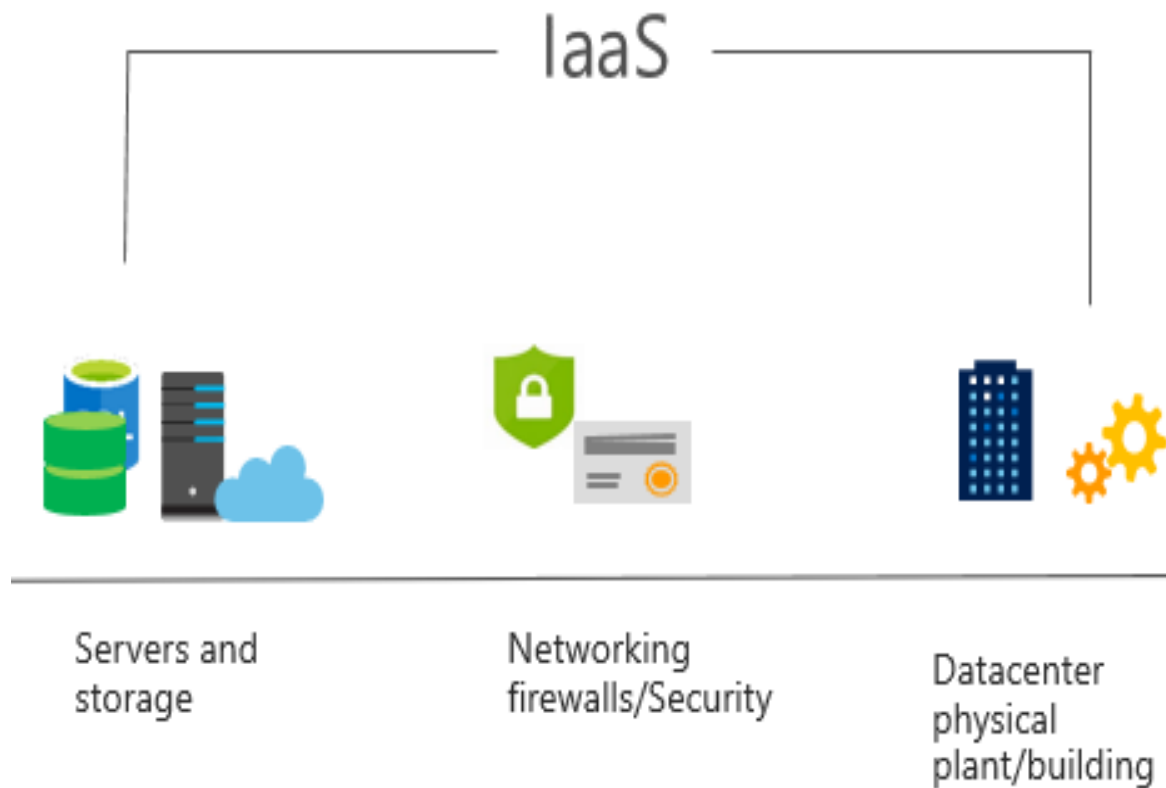 IaaS
Servers and
storage
Networking
firewalls/Security
Datacenter
physical
plant/building